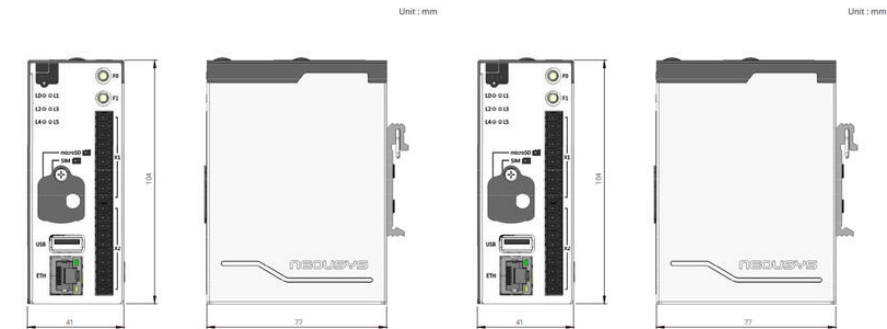 Unit : mm
Unit : mm
F0
L0 L1
F1
L2 L3
L4 L5
microSD
SIM
X1
104
X2
USB
ETH
41
NEOUSYS
77
F0
L0 L1
F1
L2 L3
L4 L5
microSD
SIM
X1
104
X2
USB
ETH
41
NEOUSYS
77